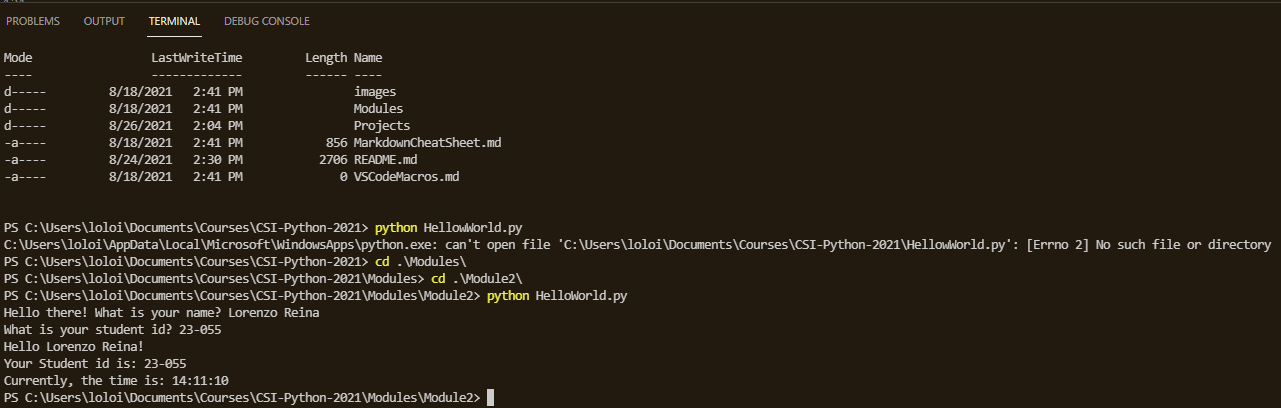 PROBLEMS OUTPUT TERMINAL DEBUG CONSOLE
Mode LastWriteTime Length Name
---- ------------- ------ ----
d----- 8/18/2021 2:41 PM images
d----- 8/18/2021 2:41 PM Modules
d----- 8/26/2021 2:04 PM Projects
-a---- 8/18/2021 2:41 PM 856 MarkdownCheatSheet.md
-a---- 8/24/2021 2:30 PM 2706 README.md
-a---- 8/18/2021 2:41 PM 0 VSCodeMacros.md
PS C:\Users\loloi\Documents\Courses\CSI-Python-2021> python HellowWorld.py
C:\Users\loloi\AppData\Local\Microsoft\WindowsApps\python.exe: can't open file 'C:\Users\loloi\Documents\Courses\CSI-Python-2021\HellowWorld.py': [Errno 2] No such file or directory
PS C:\Users\loloi\Documents\Courses\CSI-Python-2021> cd .\Modules\
PS C:\Users\loloi\Documents\Courses\CSI-Python-2021\Modules> cd .\Module2\
PS C:\Users\loloi\Documents\Courses\CSI-Python-2021\Modules\Module2> python HelloWorld.py
Hello there! What is your name? Lorenzo Reina
What is your student id? 23-055
Hello Lorenzo Reina!
Your Student id is: 23-055
Currently, the time is: 14:11:10
PS C:\Users\loloi\Documents\Courses\CSI-Python-2021\Modules\Module2>